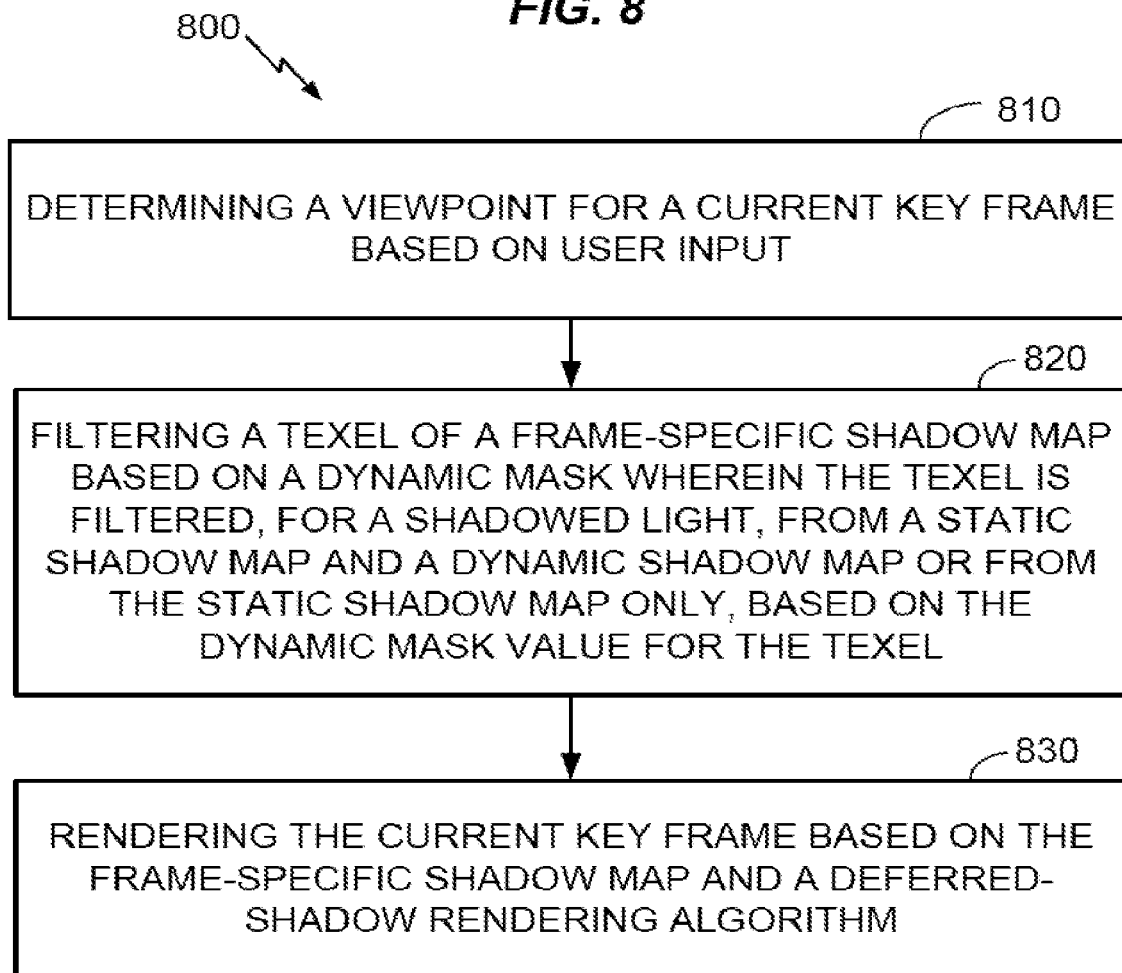 FIG. 8
800
810
DETERMINING A VIEWPOINT FOR A CURRENT KEY FRAME
BASED ON USER INPUT
820
FILTERING A TEXEL OF A FRAME-SPECIFIC SHADOW MAP
BASED ON A DYNAMIC MASK WHEREIN THE TEXEL IS
FILTERED, FOR A SHADOWED LIGHT, FROM A STATIC
SHADOW MAP AND A DYNAMIC SHADOW MAP OR FROM
THE STATIC SHADOW MAP ONLY, BASED ON THE
DYNAMIC MASK VALUE FOR THE TEXEL
830
RENDERING THE CURRENT KEY FRAME BASED ON THE
FRAME-SPECIFIC SHADOW MAP AND A DEFERRED-
SHADOW RENDERING ALGORITHM